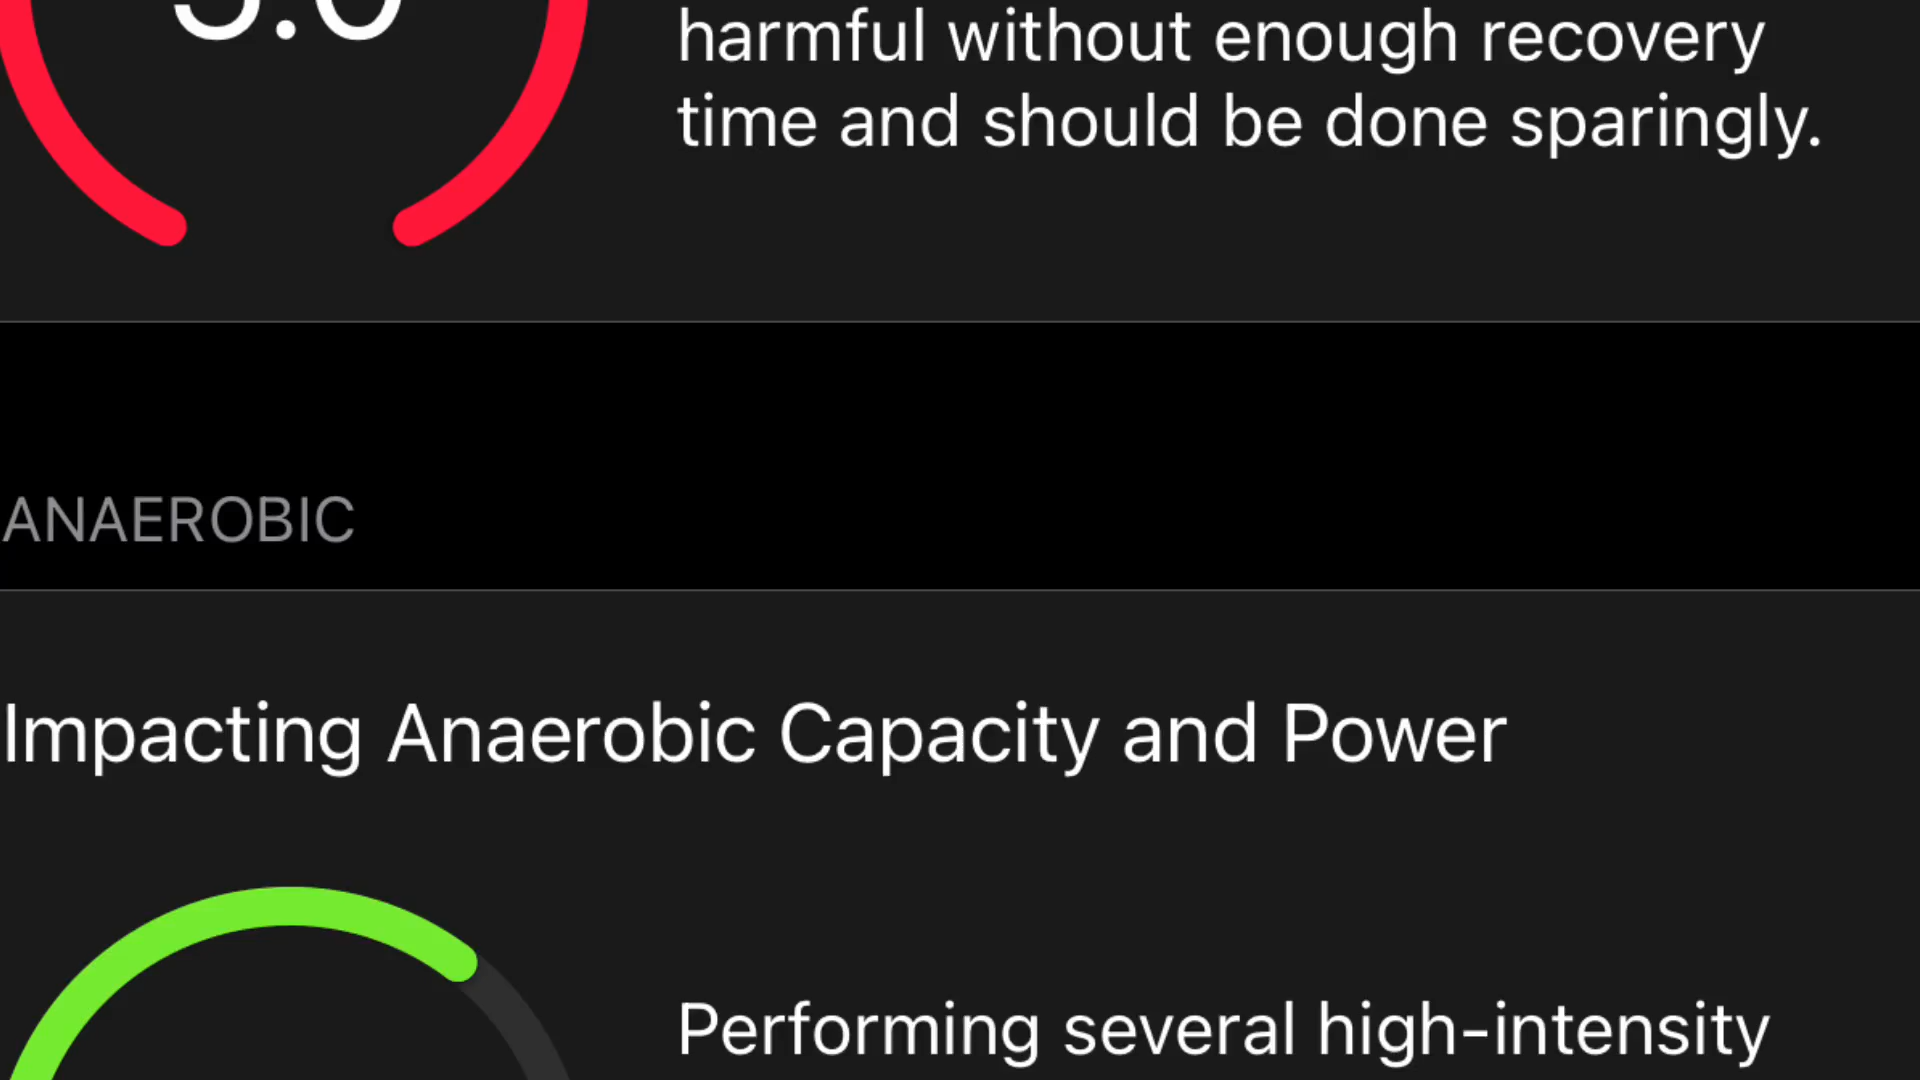 harmful without enough recovery
time and should be done sparingly.
ANAEROBIC
Impacting Anaerobic Capacity and Power
Performing several high-intensity